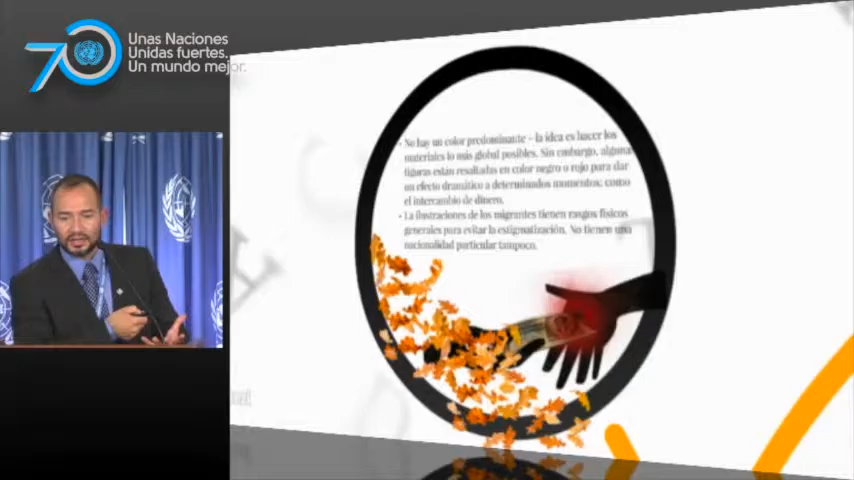 70
Unas Naciones
Unidas fuertes.
Un mundo mejor.
• No hay un color predominante – la idea es hacer los
materiales lo más global posibles. Sin embargo, alguna
figuras están resaltadas en color negro o rojo para dar
un efecto dramático a determinados momentos; como
el intercambio de dinero.
• La ilustraciones de los migrantes tienen rasgos físicos
generales para evitar la estigmatización. No tienen una
nacionalidad particular tampoco.